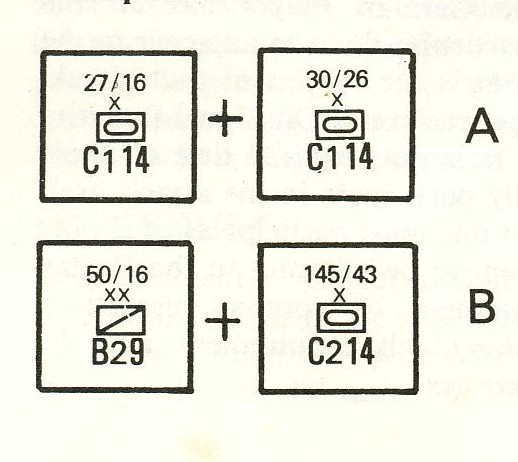 27/16 + 30/26 A
x x
C114 C114
50/16 + 145/43 B
xx x
B29 C214